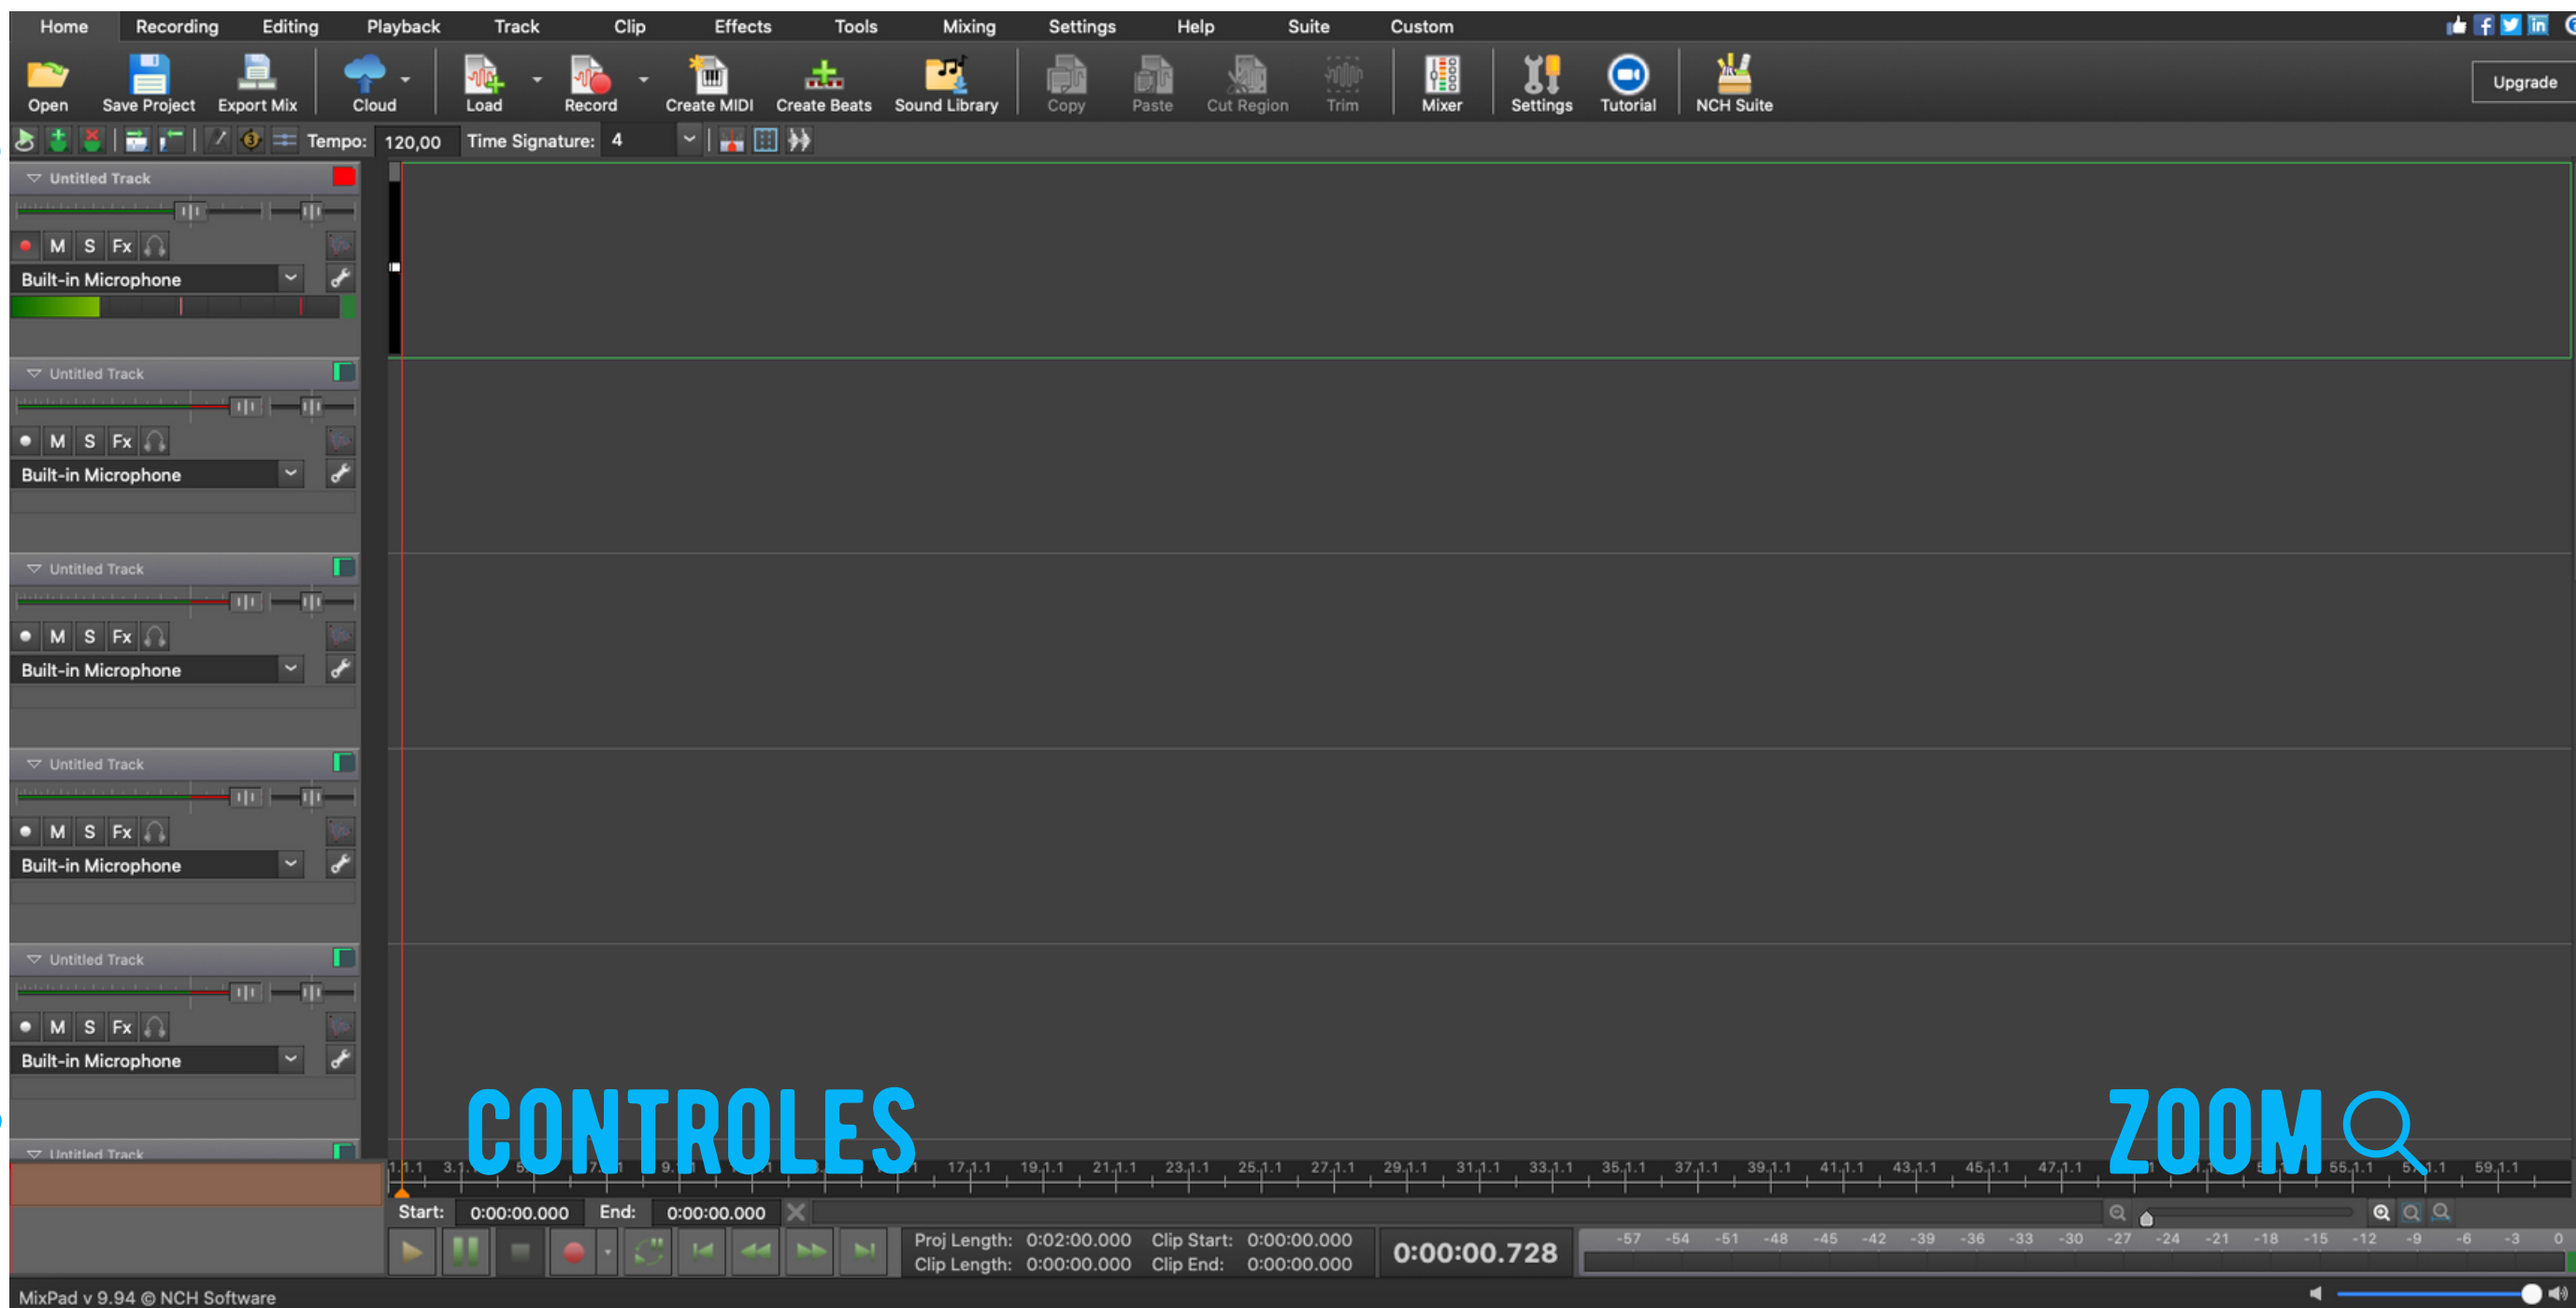 Home Recording Editing Playback Track Clip Effects Tools Mixing Settings Help Suite Custom
Open Save Project Export Mix Cloud Load Record Create MIDI Create Beats Sound Library Copy Paste Cut Region Trim Mixer Settings Tutorial NCH Suite Upgrade
Tempo: 120,00 Time Signature: 4
Untitled Track
M S Fx
Built-in Microphone
Untitled Track
M S Fx
Built-in Microphone
Untitled Track
M S Fx
Built-in Microphone
Untitled Track
M S Fx
Built-in Microphone
Untitled Track
M S Fx
Built-in Microphone
CONTROLES ZOOM
Untitled Track
1.1.1 17.1.1 19.1.1 21.1.1 23.1.1 25.1.1 27.1.1 29.1.1 31.1.1 33.1.1 35.1.1 37.1.1 39.1.1 41.1.1 43.1.1 45.1.1 47.1.1 55.1.1 59.1.1
Start: 0:00:00.000 End: 0:00:00.000
Proj Length: 0:02:00.000 Clip Start: 0:00:00.000
Clip Length: 0:00:00.000 Clip End: 0:00:00.000
0:00:00.728
-57 -54 -51 -48 -45 -42 -39 -36 -33 -30 -27 -24 -21 -18 -15 -12 -9 -6 -3 0
MixPad v 9.94 © NCH Software